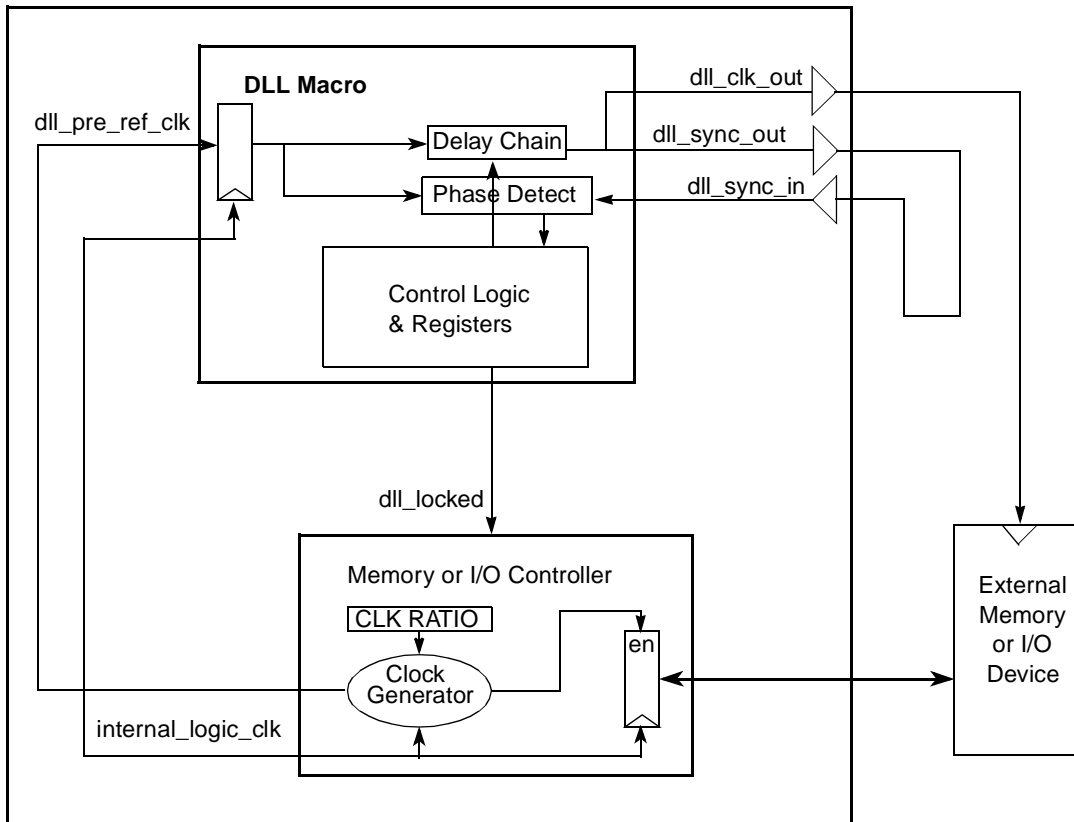 DLL Macro
dll_pre_ref_clk
dll_clk_out
Delay Chain
dll_sync_out
Phase Detect
dll_sync_in
Control Logic
& Registers
dll_locked
Memory or I/O Controller
CLK RATIO
en
Clock
Generator
internal_logic_clk
External
Memory
or I/O
Device